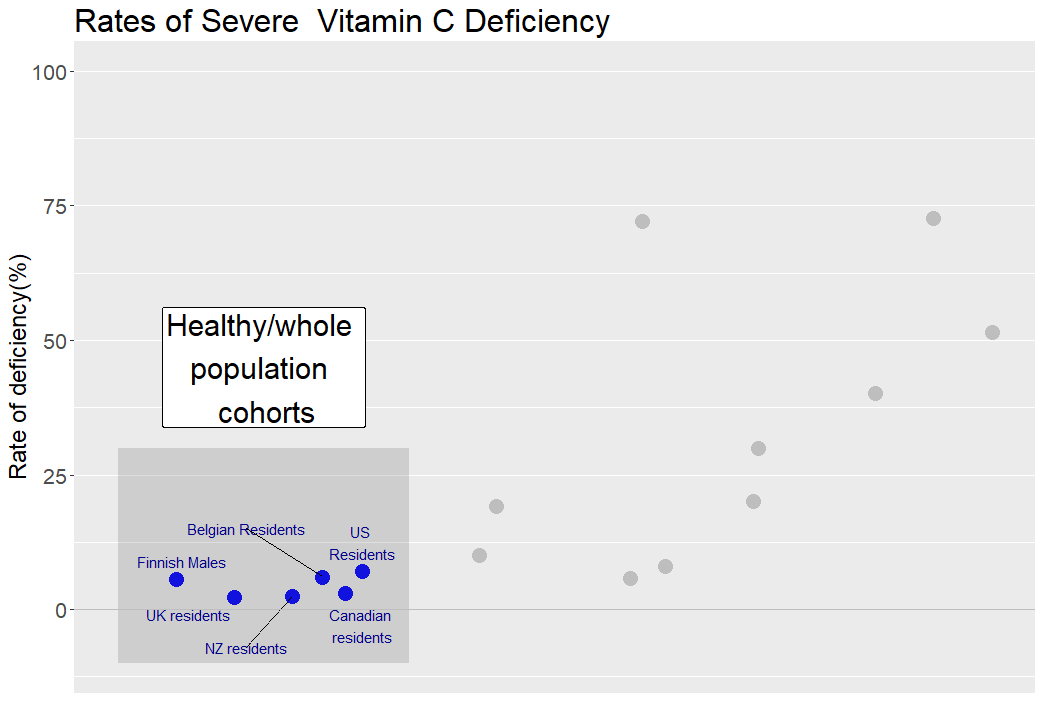 Rates of Severe  Vitamin C Deficiency
Rate of deficiency(%)
100
75
50
25
0
Healthy/whole
population
cohorts
Belgian Residents
US
Residents
Finnish Males
UK residents
Canadian
residents
NZ residents